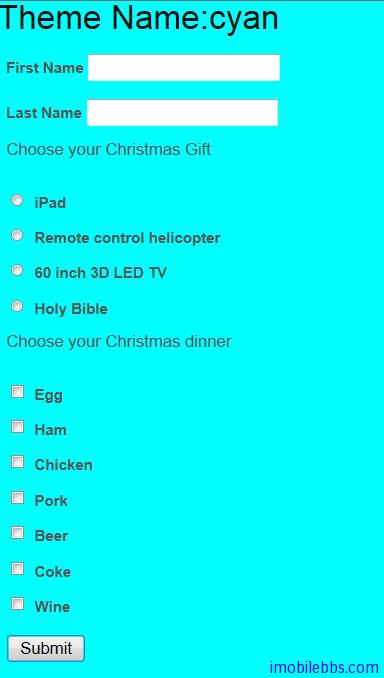 Theme Name:cyan
First Name
Last Name
Choose your Christmas Gift
iPad
Remote control helicopter
60 inch 3D LED TV
Holy Bible
Choose your Christmas dinner
Egg
Ham
Chicken
Pork
Beer
Coke
Wine
Submit
imobilebbs.com